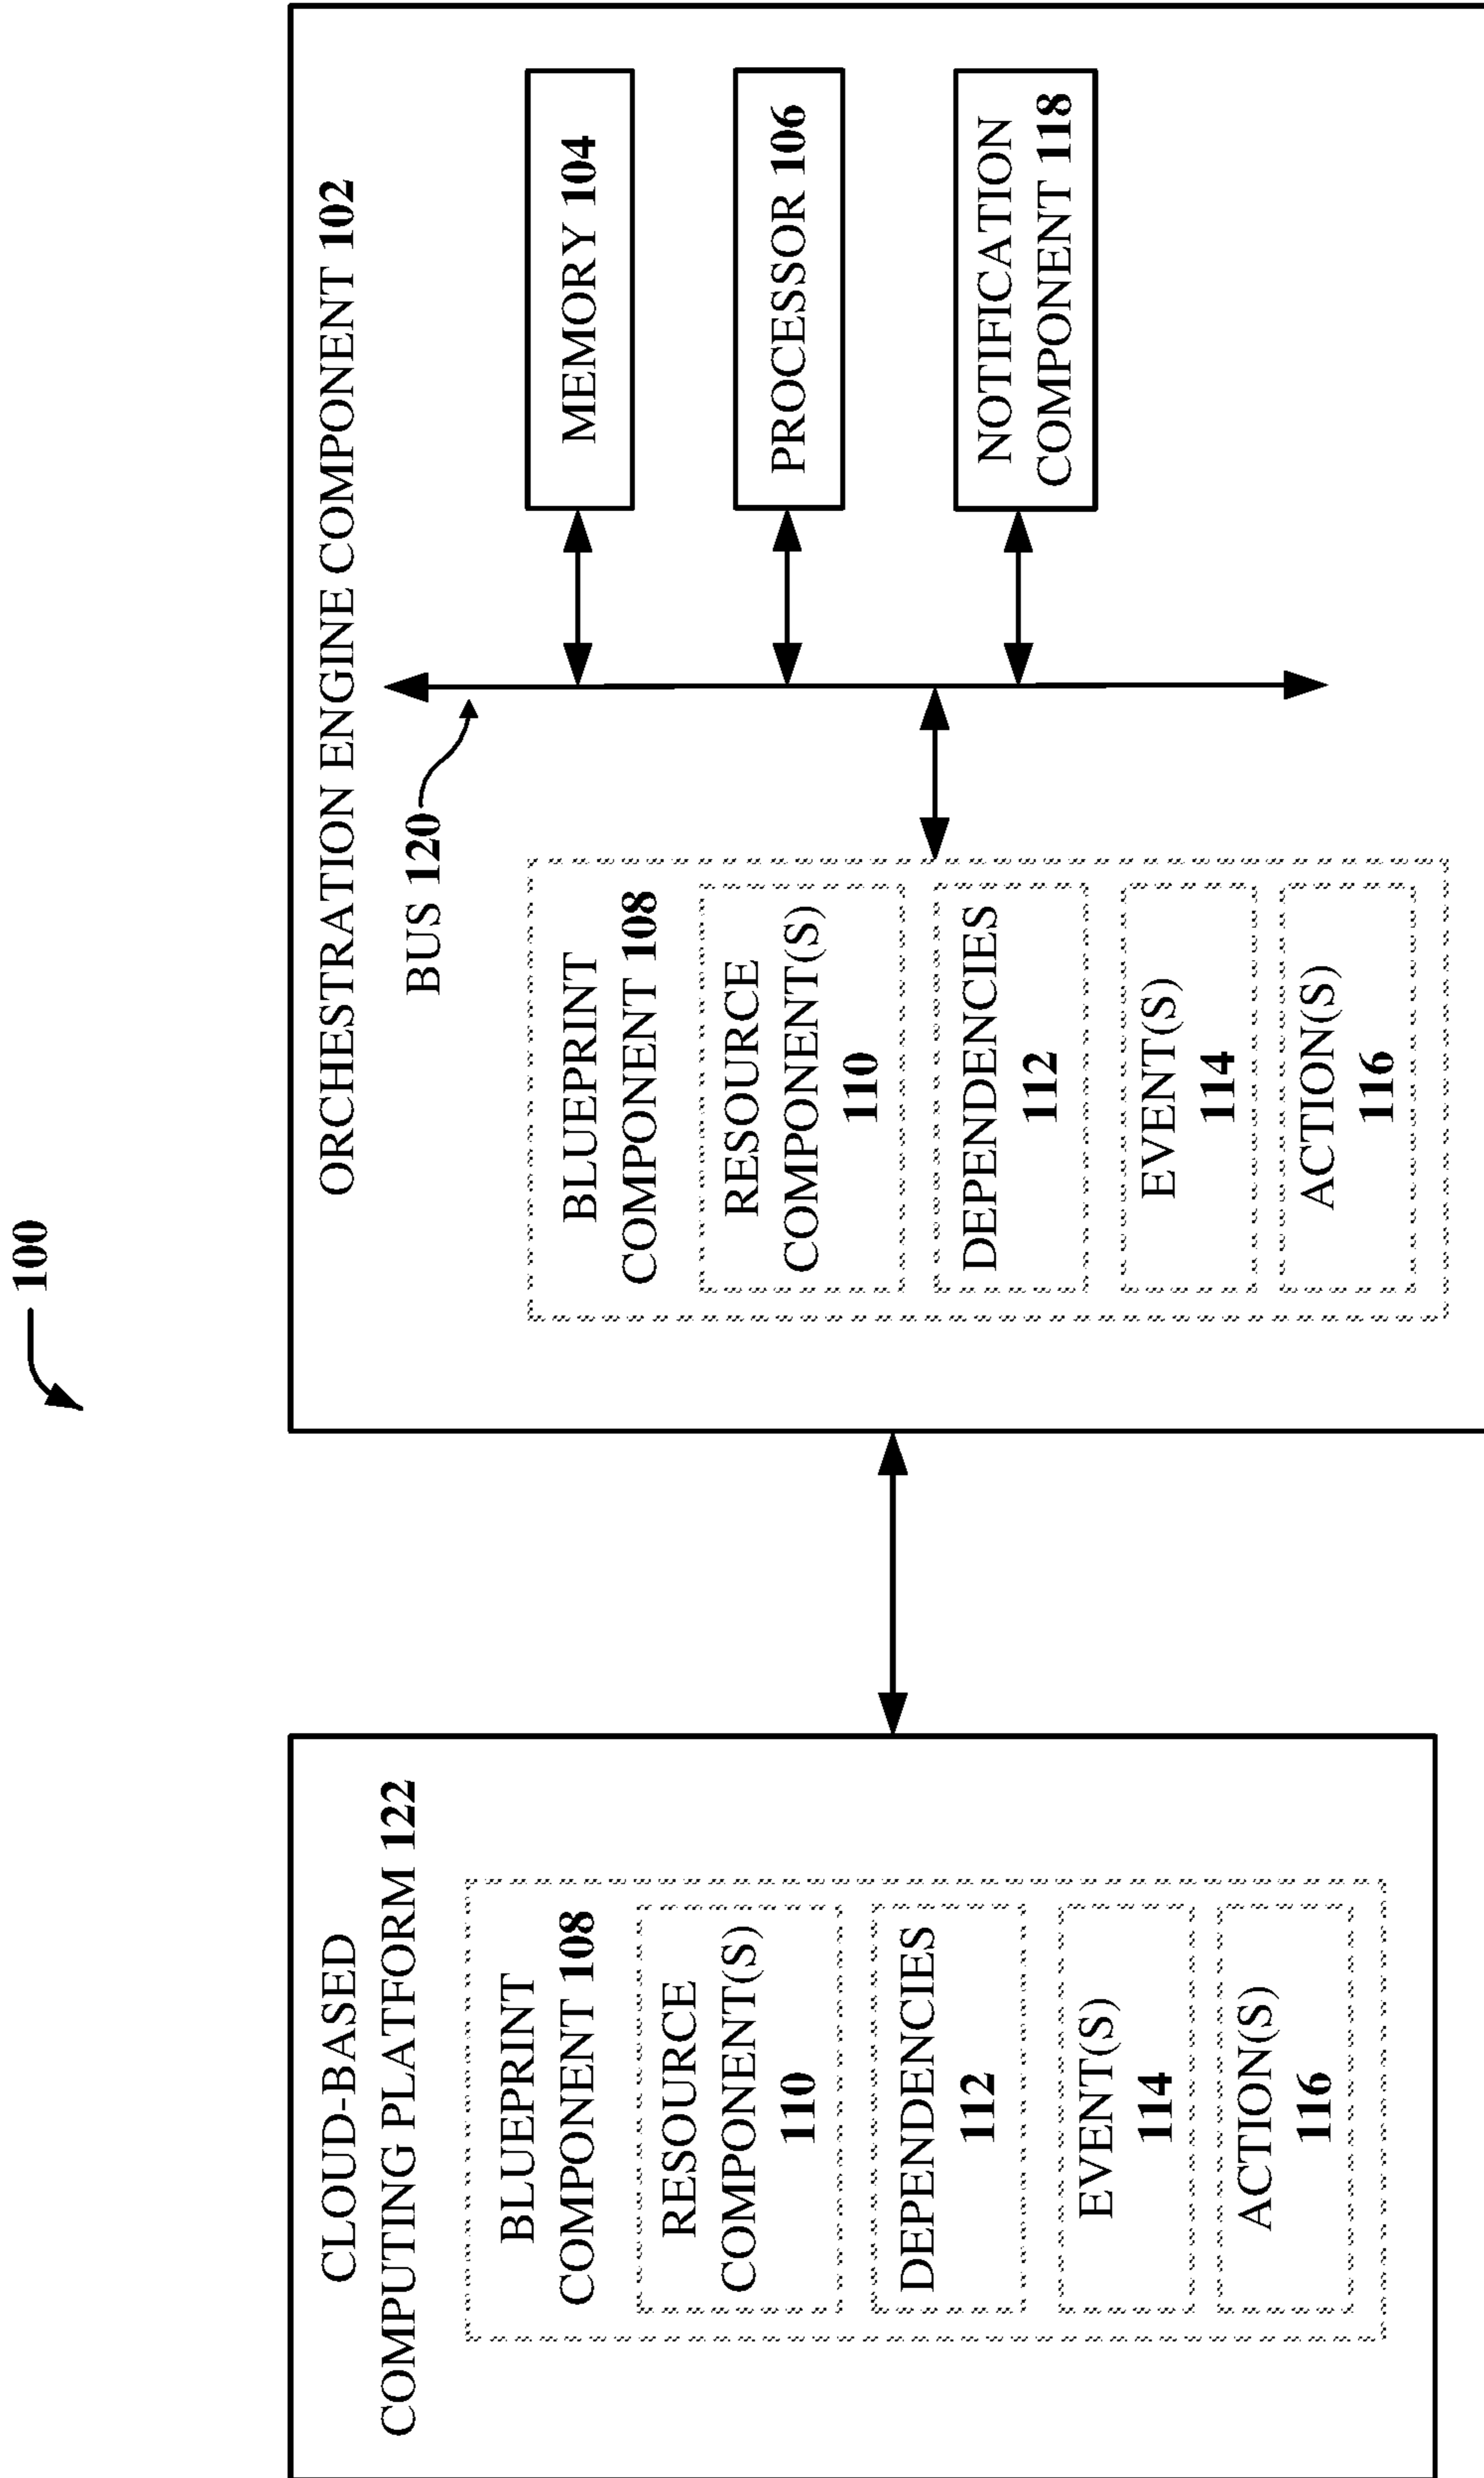 100
CLOUD-BASED
COMPUTING PLATFORM 122
BLUEPRINT
COMPONENT 108
RESOURCE
COMPONENT(S)
110
DEPENDENCIES
112
EVENT(S)
114
ACTION(S)
116
ORCHESTRATION ENGINE COMPONENT 102
BUS 120
BLUEPRINT
COMPONENT 108
RESOURCE
COMPONENT(S)
110
DEPENDENCIES
112
EVENT(S)
114
ACTION(S)
116
MEMORY 104
PROCESSOR 106
NOTIFICATION
COMPONENT 118